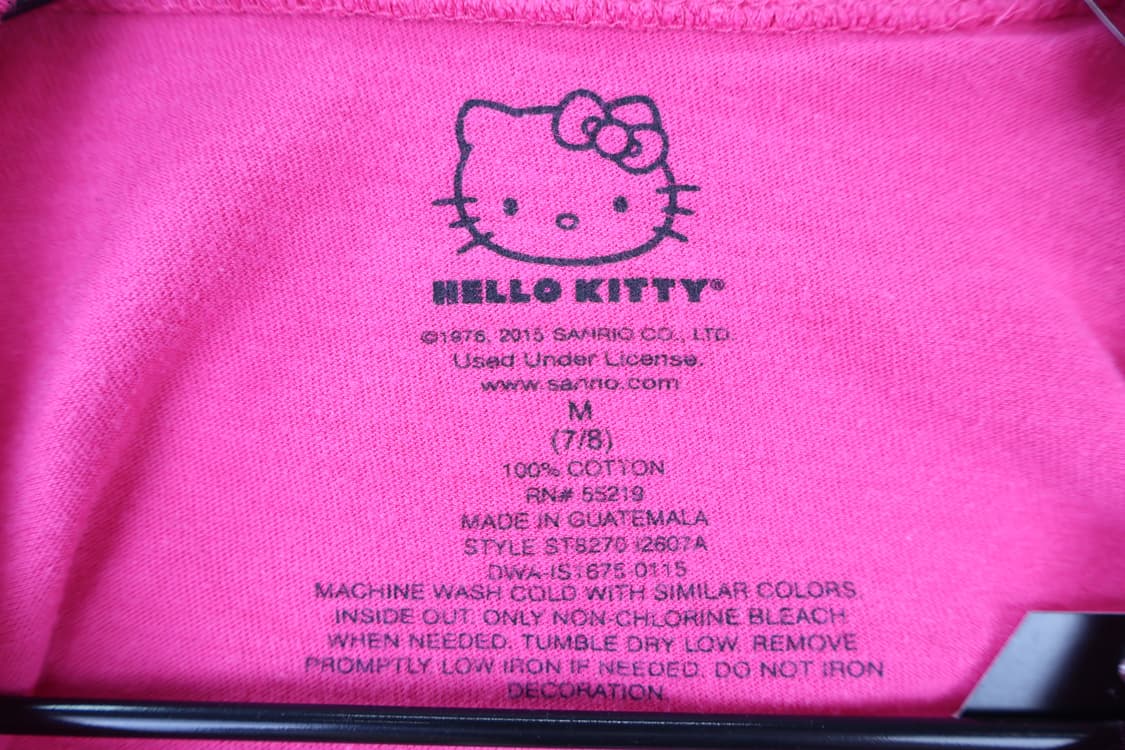 HELLO KITTY®
©1976, 2015 SANRIO CO., LTD.
Used Under License.
www.sanrio.com
M
(7/8)
100% COTTON
RN# 55219
MADE IN GUATEMALA
STYLE ST8270 I2607A
DWA-IS1675 0115
MACHINE WASH COLD WITH SIMILAR COLORS.
INSIDE OUT. ONLY NON-CHLORINE BLEACH
WHEN NEEDED. TUMBLE DRY LOW. REMOVE
PROMPTLY LOW IRON IF NEEDED. DO NOT IRON
DECORATION.